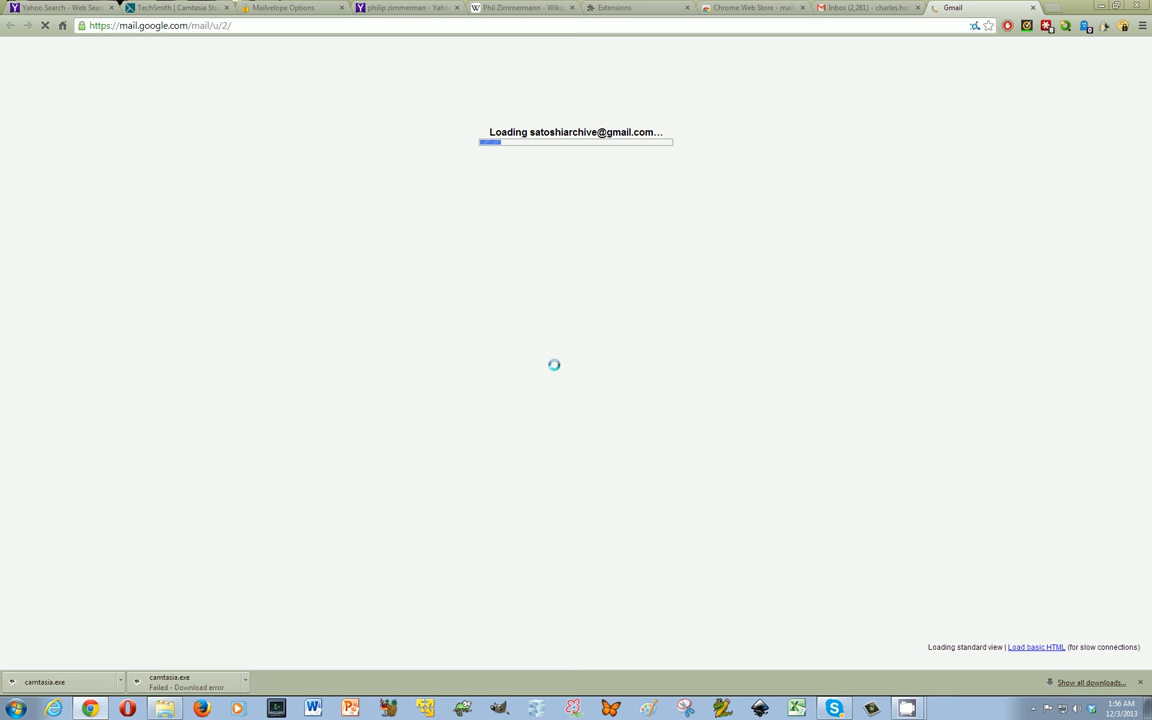 Yahoo Search - Web Sear
TechSmith | Camtasia Stu
Mailvelope Options
philip zimmerman - Yaho
Phil Zimmermann - Wikip
Extensions
Chrome Web Store - mail
Inbox (2,281) - charles.ho
Gmail
https://mail.google.com/mail/u/2/
Loading satoshiarchive@gmail.com…
Loading standard view | Load basic HTML (for slow connections)
camtasia.exe
camtasia.exe
Failed - Download error
Show all downloads...
1:56 AM
12/3/2013